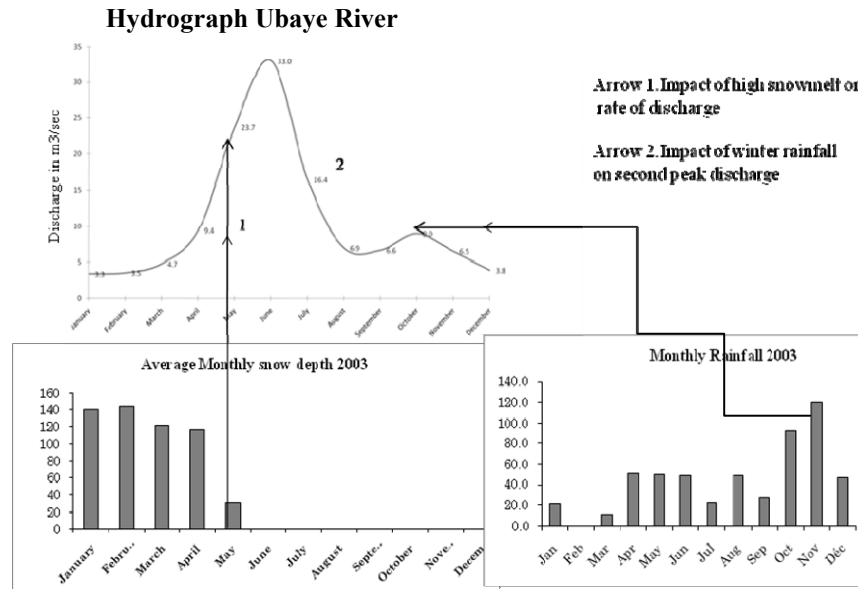 Hydrograph Ubaye River
35
30
25
20
15
10
5
0
Discharge in m3/sec
3.3
3.5
4.7
9.4
23.7
33.0
16.4
6.9
6.6
6.5
3.8
1
2
January
February
March
April
May
June
July
August
September
October
November
December
Arrow 1.Impact of high snowmelt on
rate of discharge
Arrow 2.Impact of winter rainfall
on second peak discharge
Average Monthly snow depth 2003
160
140
120
100
80
60
40
20
0
January
Febru..
March
April
May
June
July
August
Septe..
October
Nove..
Decem
Monthly Rainfall 2003
140.0
120.0
100.0
80.0
60.0
40.0
20.0
0.0
Jan
Feb
Mar
Apr
May
Jun
Jul
Aug
Sep
Oct
Nov
Déc